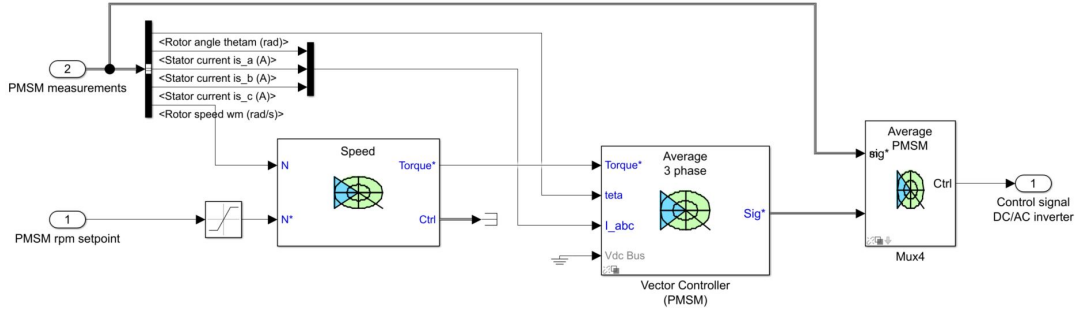 2
PMSM measurements
<Rotor angle thetam (rad)>
<Stator current is_a (A)>
<Stator current is_b (A)>
<Stator current is_c (A)>
<Rotor speed wm (rad/s)>
1
PMSM rpm setpoint
Speed
N
N*
Torque*
Ctrl
Average
3 phase
Torque*
teta
I_abc
Vdc Bus
Sig*
Vector Controller
(PMSM)
Average
PMSM
sig*
Ctrl
Mux4
1
Control signal
DC/AC inverter